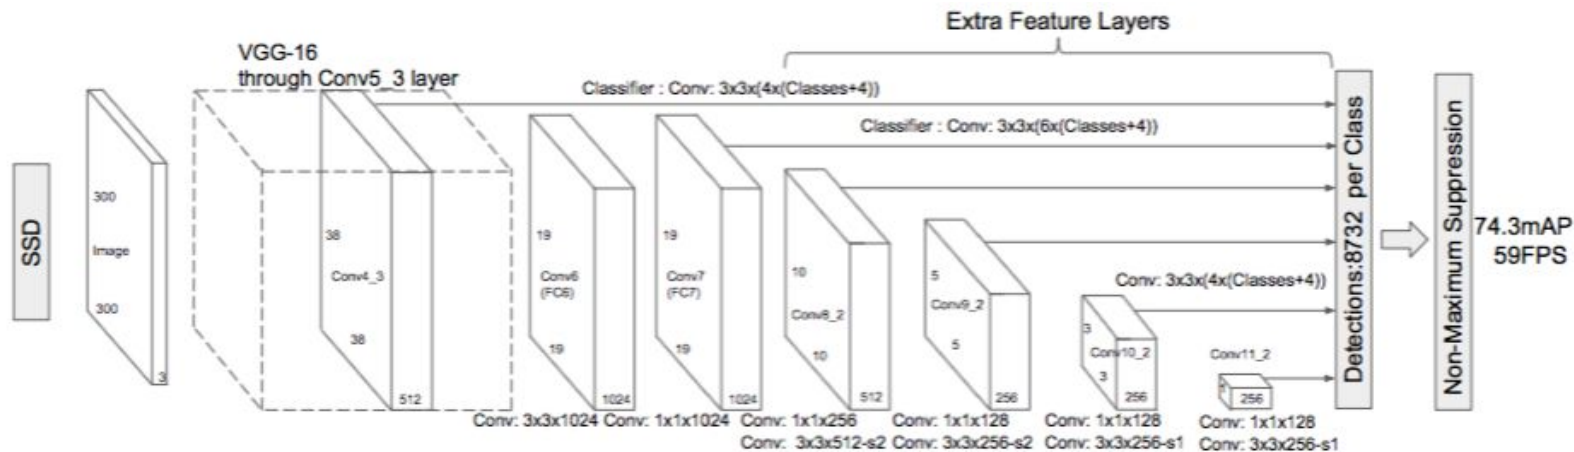 Extra Feature Layers
VGG-16
through Conv5_3 layer
Classifier : Conv: 3x3x(4x(Classes+4))
Classifier : Conv: 3x3x(6x(Classes+4))
SSD
300
Image
300
3
38
Conv4_3
38
512
19
Conv6
(FC6)
19
1024
19
Conv7
(FC7)
19
1024
10
Conv8_2
10
512
5
Conv9_2
5
256
Conv: 3x3x(4x(Classes+4))
3
Conv10_2
3
256
Conv11_2
1
256
Conv: 3x3x1024
Conv: 1x1x1024
Conv: 1x1x256
Conv: 3x3x512-s2
Conv: 1x1x128
Conv: 3x3x256-s2
Conv: 1x1x128
Conv: 3x3x256-s1
Conv: 1x1x128
Conv: 3x3x256-s1
Detections:8732 per Class
Non-Maximum Suppression
74.3mAP
59FPS